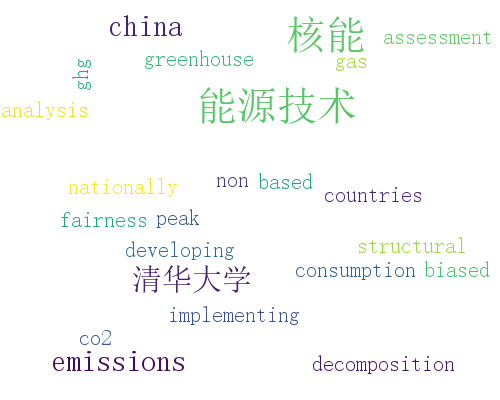 china
核能
assessment
greenhouse
gas
ghg
能源技术
analysis
nationally
non
based
countries
fairness
peak
developing
structural
清华大学
consumption
biased
implementing
co2
emissions
decomposition